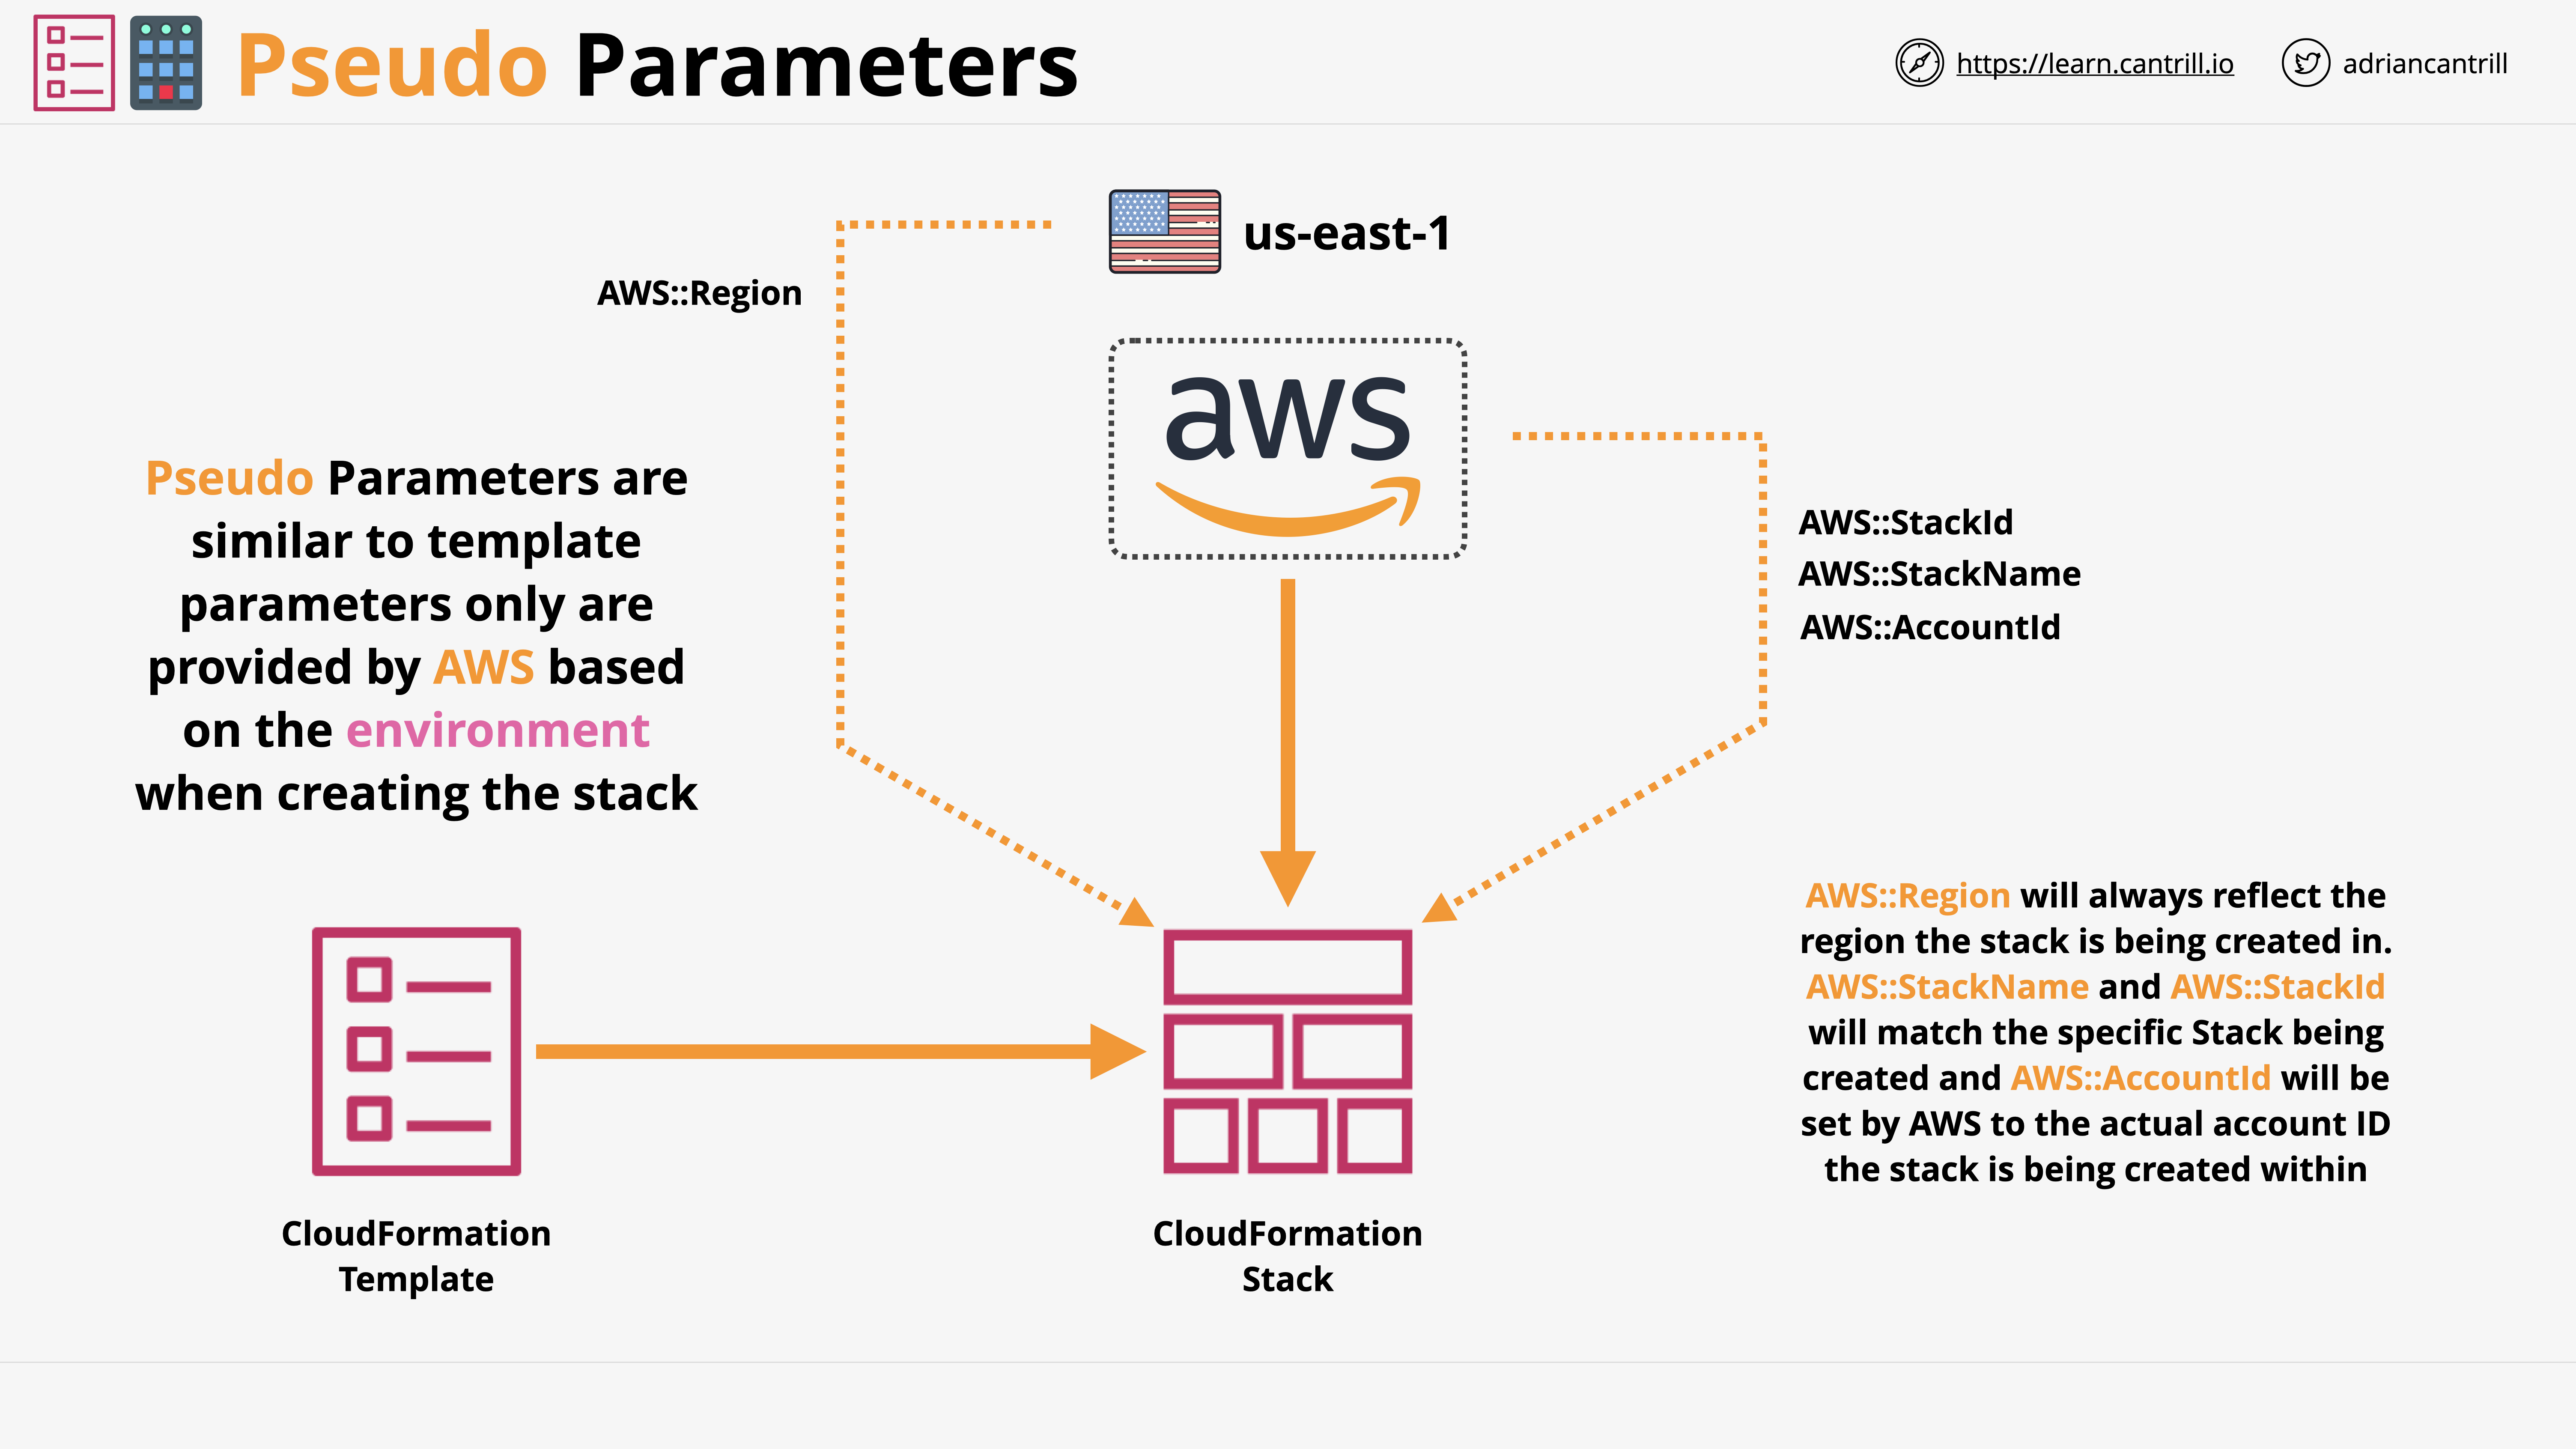 Pseudo Parameters
https://learn.cantrill.io
adriancantrill
us-east-1
AWS::Region
aws
Pseudo Parameters are
similar to template
parameters only are
provided by AWS based
on the environment
when creating the stack
AWS::StackId
AWS::StackName
AWS::AccountId
AWS::Region will always reflect the
region the stack is being created in.
AWS::StackName and AWS::StackId
will match the specific Stack being
created and AWS::AccountId will be
set by AWS to the actual account ID
the stack is being created within
CloudFormation
Template
CloudFormation
Stack